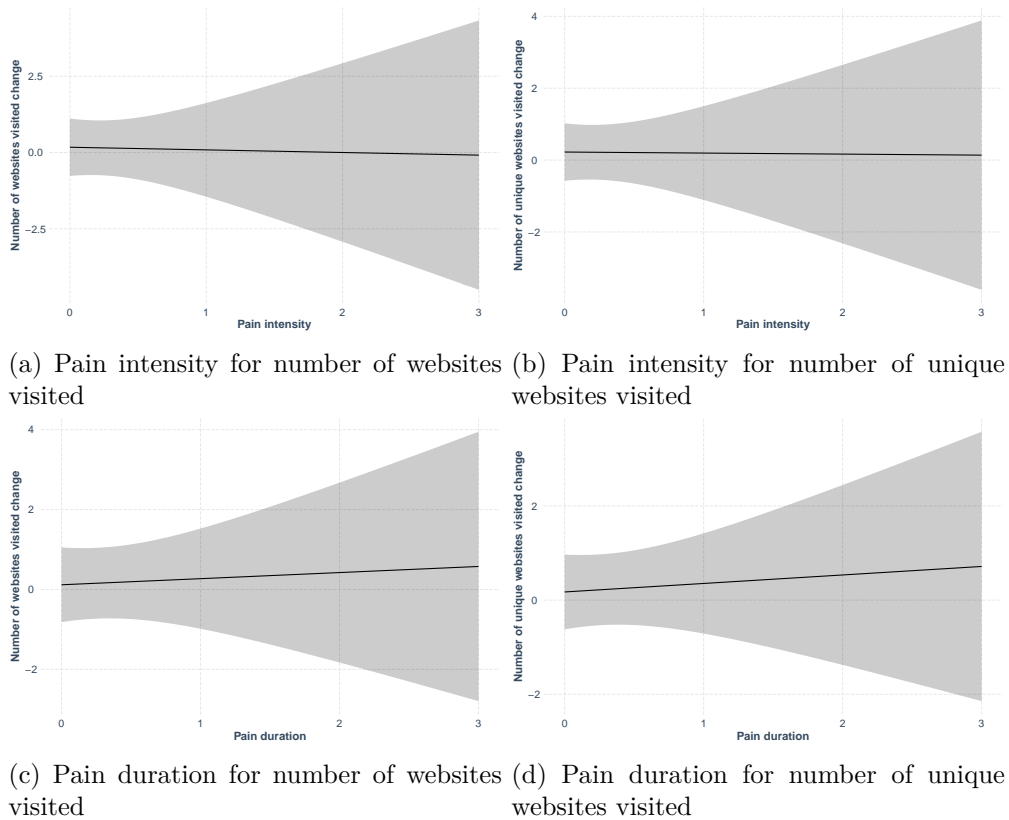 Number of websites visited change
2.5
0.0
−2.5
0 1 2 3
Pain intensity
Number of unique websites visited change
4
2
0
−2
0 1 2 3
Pain intensity
(a) Pain intensity for number of websites
visited
(b) Pain intensity for number of unique
websites visited
Number of websites visited change
4
2
0
−2
0 1 2 3
Pain duration
Number of unique websites visited change
2
0
−2
0 1 2 3
Pain duration
(c) Pain duration for number of websites
visited
(d) Pain duration for number of unique
websites visited